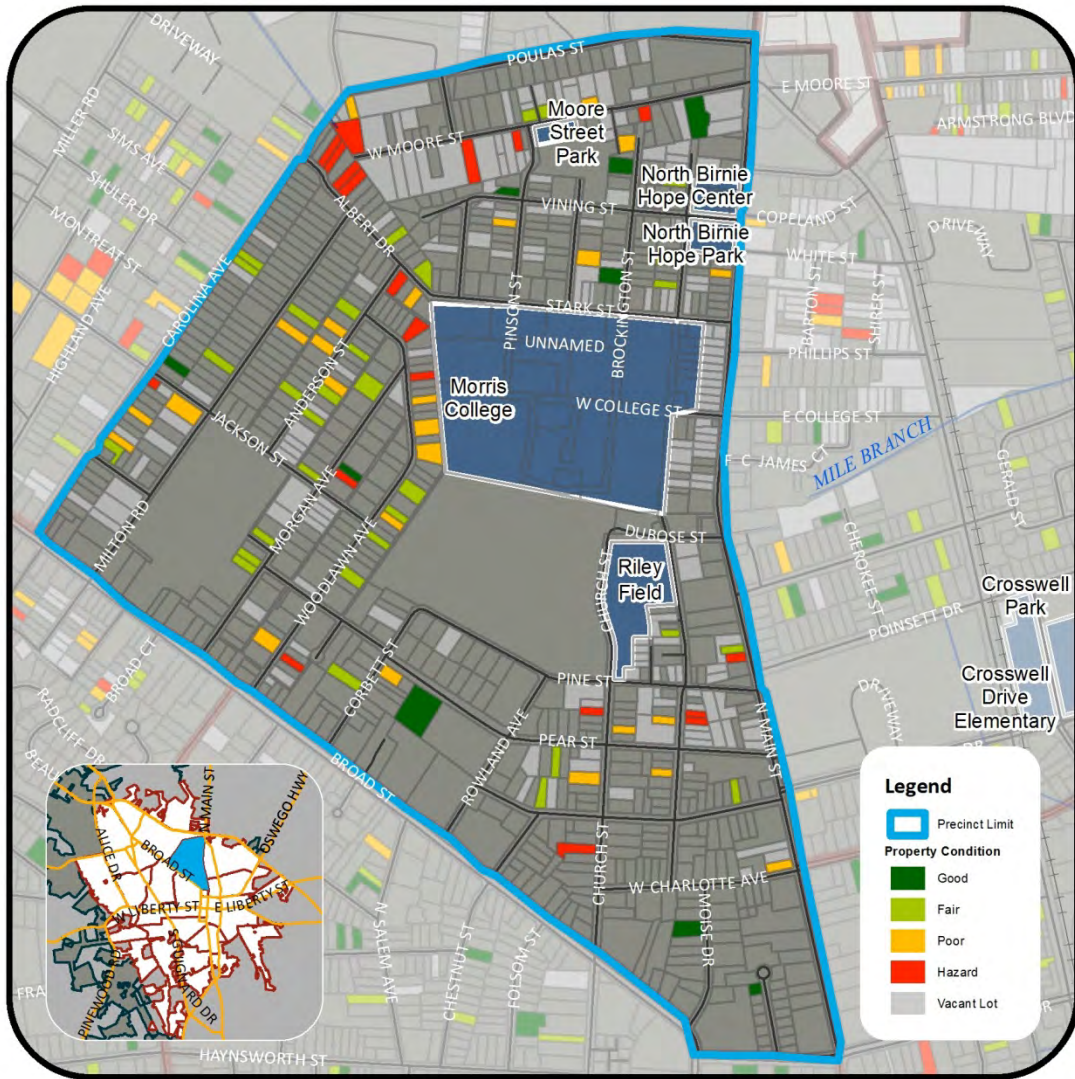 DRIVEWAY
POULAS ST
E MOORE ST
ARMSTRONG BLVD
MILLER RD
SIMS AVE
SHULER DR
MONTREAT ST
HIGHLAND AVE
CAROLINA AVE
W MOORE ST
Moore
Street
Park
ALBERT DR
North Birnie
Hope Center
VINING ST
COPELAND ST
North Birnie
Hope Park
DRIVEWAY
WHITE ST
BARTON ST
SHIRER ST
PINSON ST
STARK ST
BROCKINGTON ST
UNNAMED
PHILLIPS ST
Morris
College
W COLLEGE ST
E COLLEGE ST
ANDERSON ST
JACKSON ST
F C JAMES CT
MILE BRANCH
GERALD ST
MILTON RD
MORGAN AVE
WOODLAWN AVE
DUBOSE ST
CHURCH ST
Riley
Field
CHEROKEE ST
POINSETT DR
Crosswell
Park
BROAD CT
RADCLIFF DR
CORBETT ST
PINE ST
N MAIN ST
DRIVEWAY
Crosswell
Drive
Elementary
PEAR ST
ROWLAND AVE
BROAD ST
CHURCH ST
W CHARLOTTE AVE
MOISE DR
N SALEM AVE
CHESTNUT ST
FOLSOM ST
HAYNSWORTH ST
Legend
Precinct Limit
Property Condition
Good
Fair
Poor
Hazard
Vacant Lot
N MAIN ST
OSWEGO HWY
ALICE DR
BROAD ST
W LIBERTY ST
E LIBERTY ST
S GUIGNARD DR